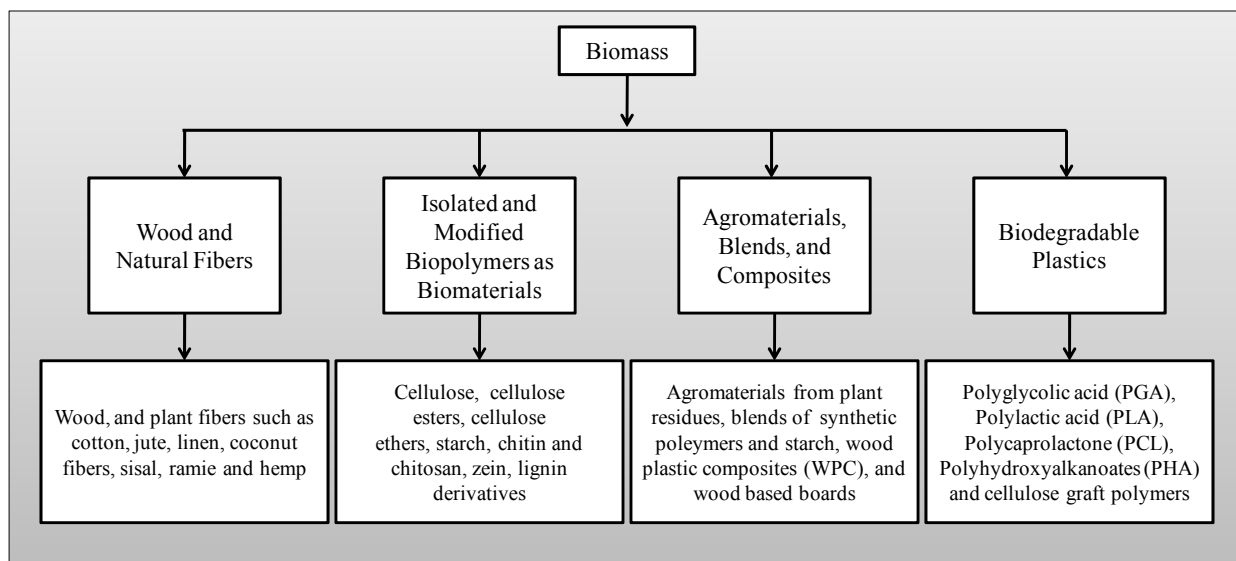 Biomass
Wood and
Natural Fibers
Isolated and
Modified
Biopolymers as
Biomaterials
Agromaterials,
Blends, and
Composites
Biodegradable
Plastics
Wood, and plant fibers such as
cotton, jute, linen, coconut
fibers, sisal, ramie and hemp
Cellulose, cellulose
esters, cellulose
ethers, starch, chitin and
chitosan, zein, lignin
derivatives
Agromaterials from plant
residues, blends of synthetic
poleymers and starch, wood
plastic composites (WPC), and
wood based boards
Polyglycolic acid (PGA),
Polylactic acid (PLA),
Polycaprolactone (PCL),
Polyhydroxyalkanoates (PHA)
and cellulose graft polymers